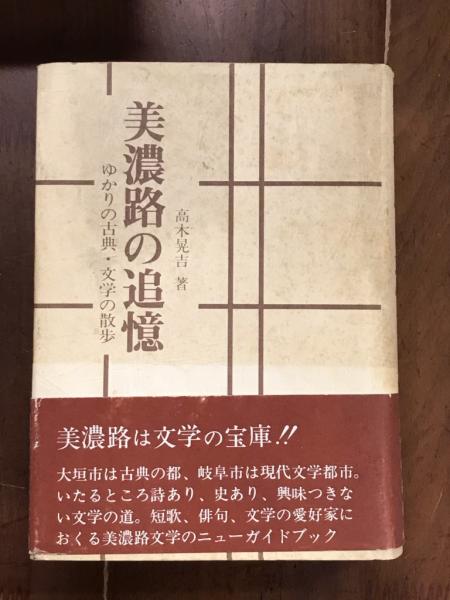 美濃路の追憶
ゆかりの古典・文学の散歩
高木晃吉 著
美濃路は文学の宝庫!!
大垣市は古典の都、岐阜市は現代文学都市。
いたるところ詩あり、史あり、興味つきな
い文学の道。短歌、俳句、文学の愛好家に
おくる美濃路文学のニューガイドブック